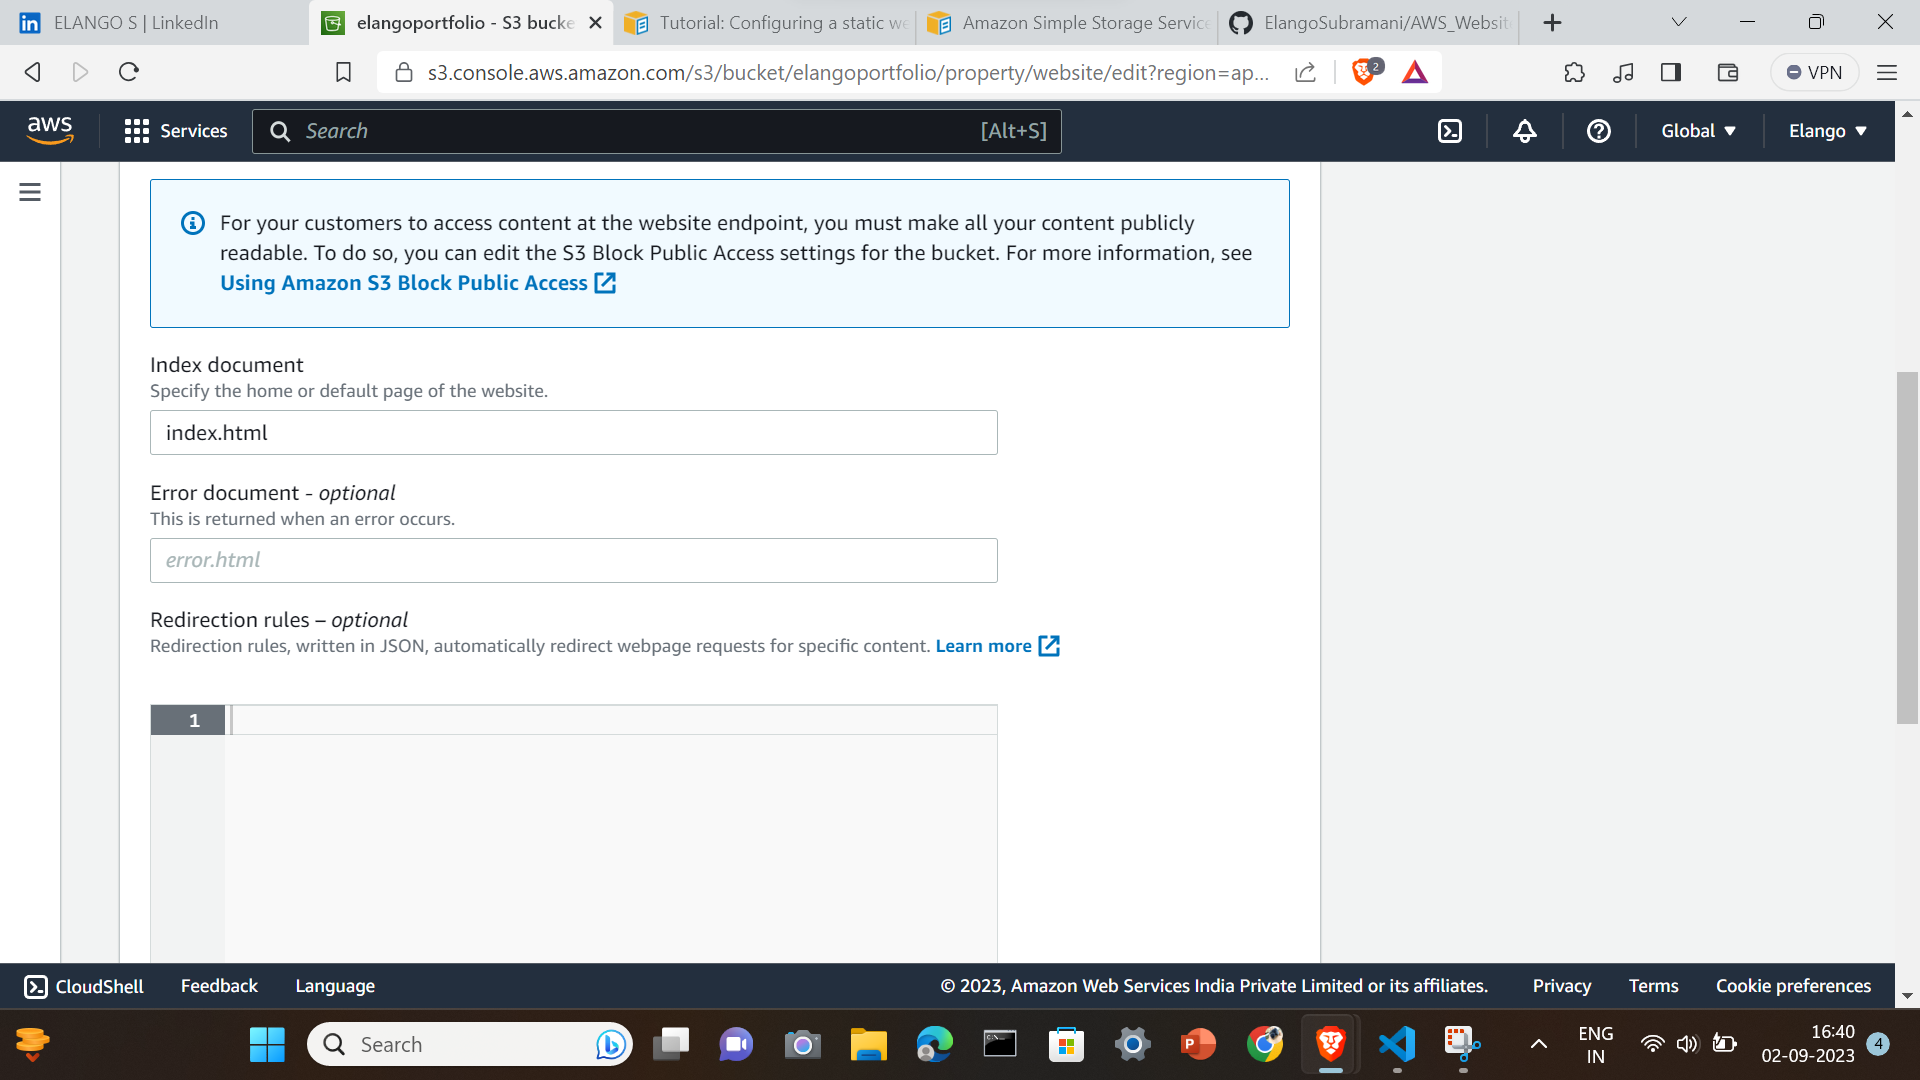 ELANGO S | LinkedIn
elangoportfolio - S3 bucke
Tutorial: Configuring a static we
Amazon Simple Storage Service
ElangoSubramani/AWS_Websit
s3.console.aws.amazon.com/s3/bucket/elangoportfolio/property/website/edit?region=ap...
2
VPN
aws
Services
Search
[Alt+S]
Global
Elango
For your customers to access content at the website endpoint, you must make all your content publicly
readable. To do so, you can edit the S3 Block Public Access settings for the bucket. For more information, see
Using Amazon S3 Block Public Access
Index document
Specify the home or default page of the website.
index.html
Error document - optional
This is returned when an error occurs.
error.html
Redirection rules – optional
Redirection rules, written in JSON, automatically redirect webpage requests for specific content. Learn more
1
CloudShell
Feedback
Language
© 2023, Amazon Web Services India Private Limited or its affiliates.
Privacy
Terms
Cookie preferences
Search
ENG
IN
16:40
02-09-2023
4